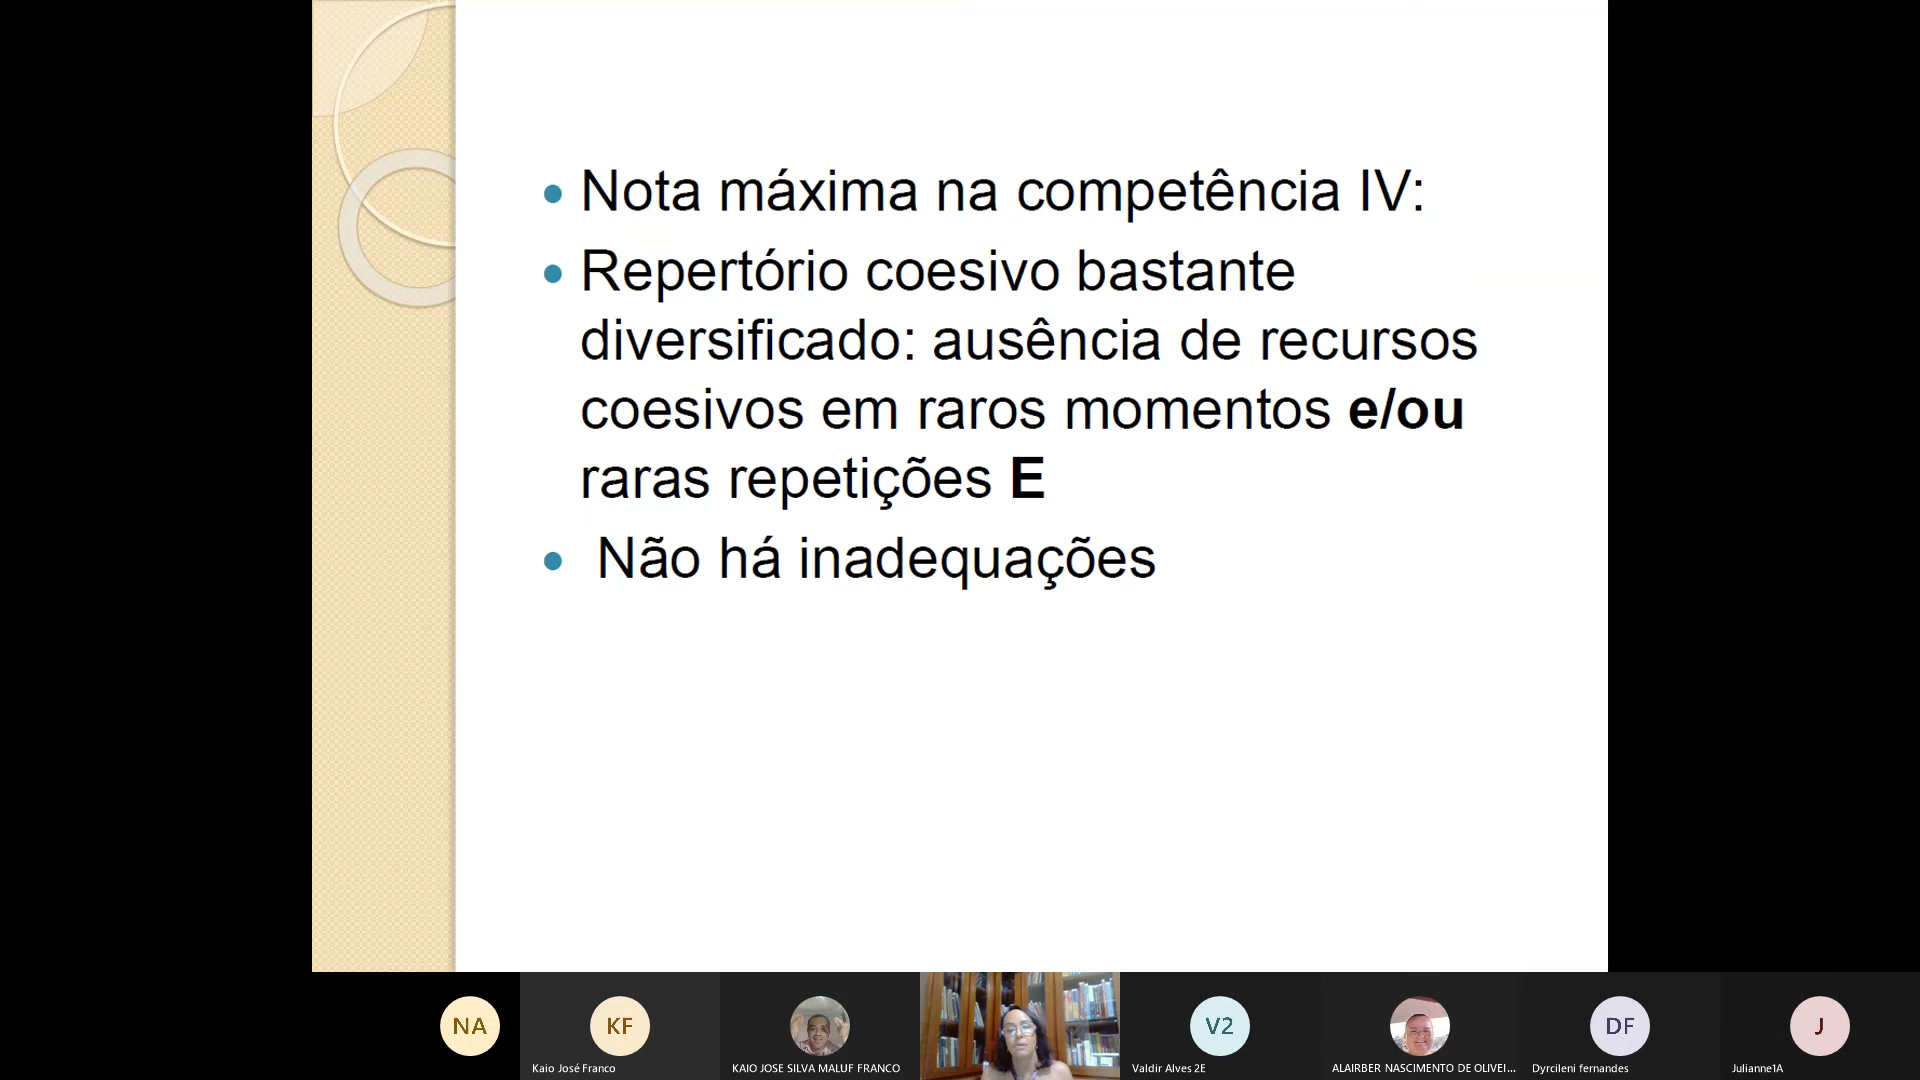 Nota máxima na competência IV:
Repertório coesivo bastante
diversificado: ausência de recursos
coesivos em raros momentos e/ou
raras repetições E
Não há inadequações
NA
KF
Kaio José Franco
KAIO JOSE SILVA MALUF FRANCO
V2
Valdir Alves 2E
ALAIRBER NASCIMENTO DE OLIVEI...
DF
Dyrcileni fernandes
J
Julianne1A